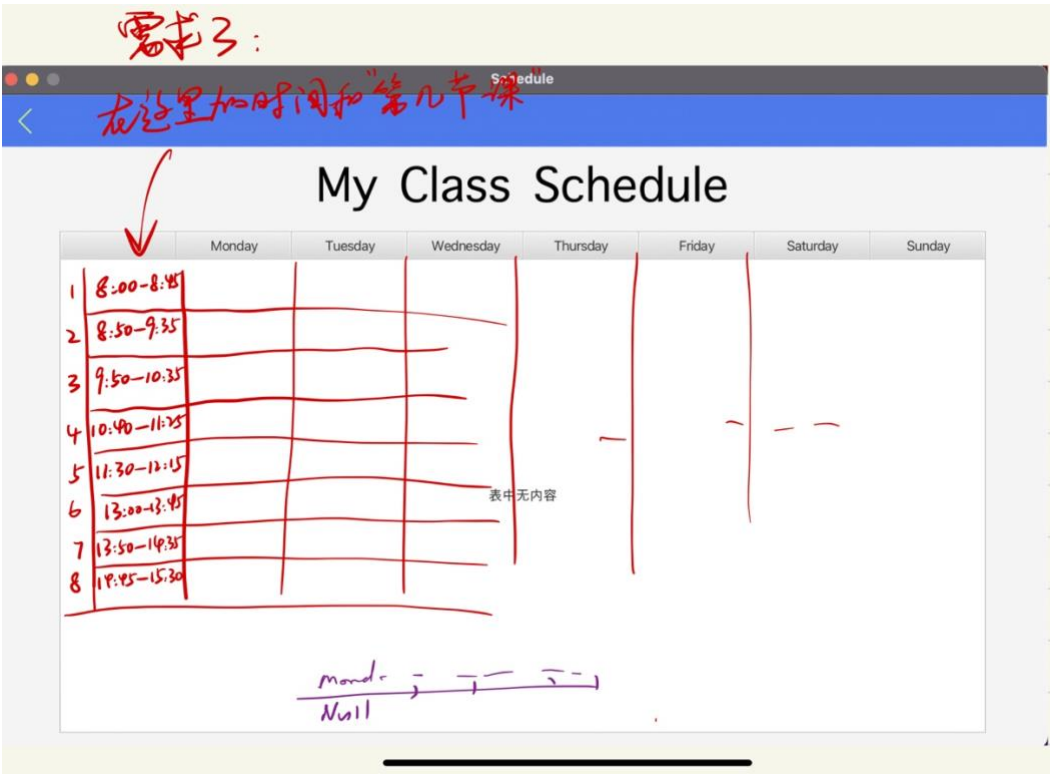 需求3:
Schedule
在这里加时间和"第几节课"
My Class Schedule
Monday Tuesday Wednesday Thursday Friday Saturday Sunday
1 8:00-8:45
2 8:50-9:35
3 9:50-10:35
4 10:40-11:25
5 11:30-12:15
表中无内容
6 13:00-13:45
7 13:50-14:35
8 14:45-15:30
Mond.
Null